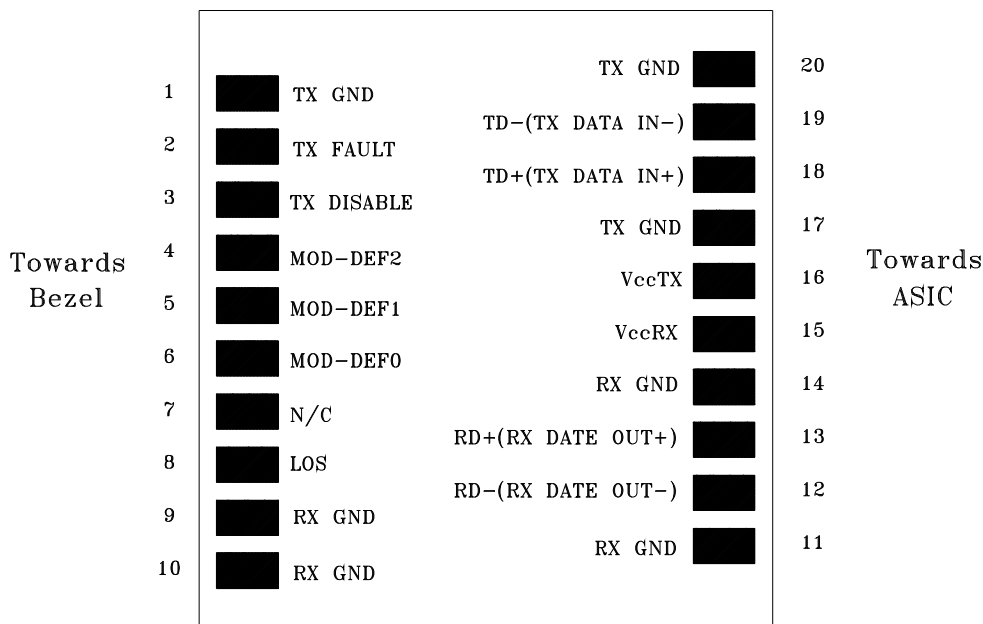 TX GND 20
1 TX GND
TD-(TX DATA IN-) 19
2 TX FAULT
TD+(TX DATA IN+) 18
3 TX DISABLE
TX GND 17
4 MOD-DEF2
Towards
Bezel
Towards
ASIC
VccTX 16
5 MOD-DEF1
VccRX 15
6 MOD-DEF0
RX GND 14
7 N/C
RD+(RX DATE OUT+) 13
8 LOS
RD-(RX DATE OUT-) 12
9 RX GND
RX GND 11
10 RX GND